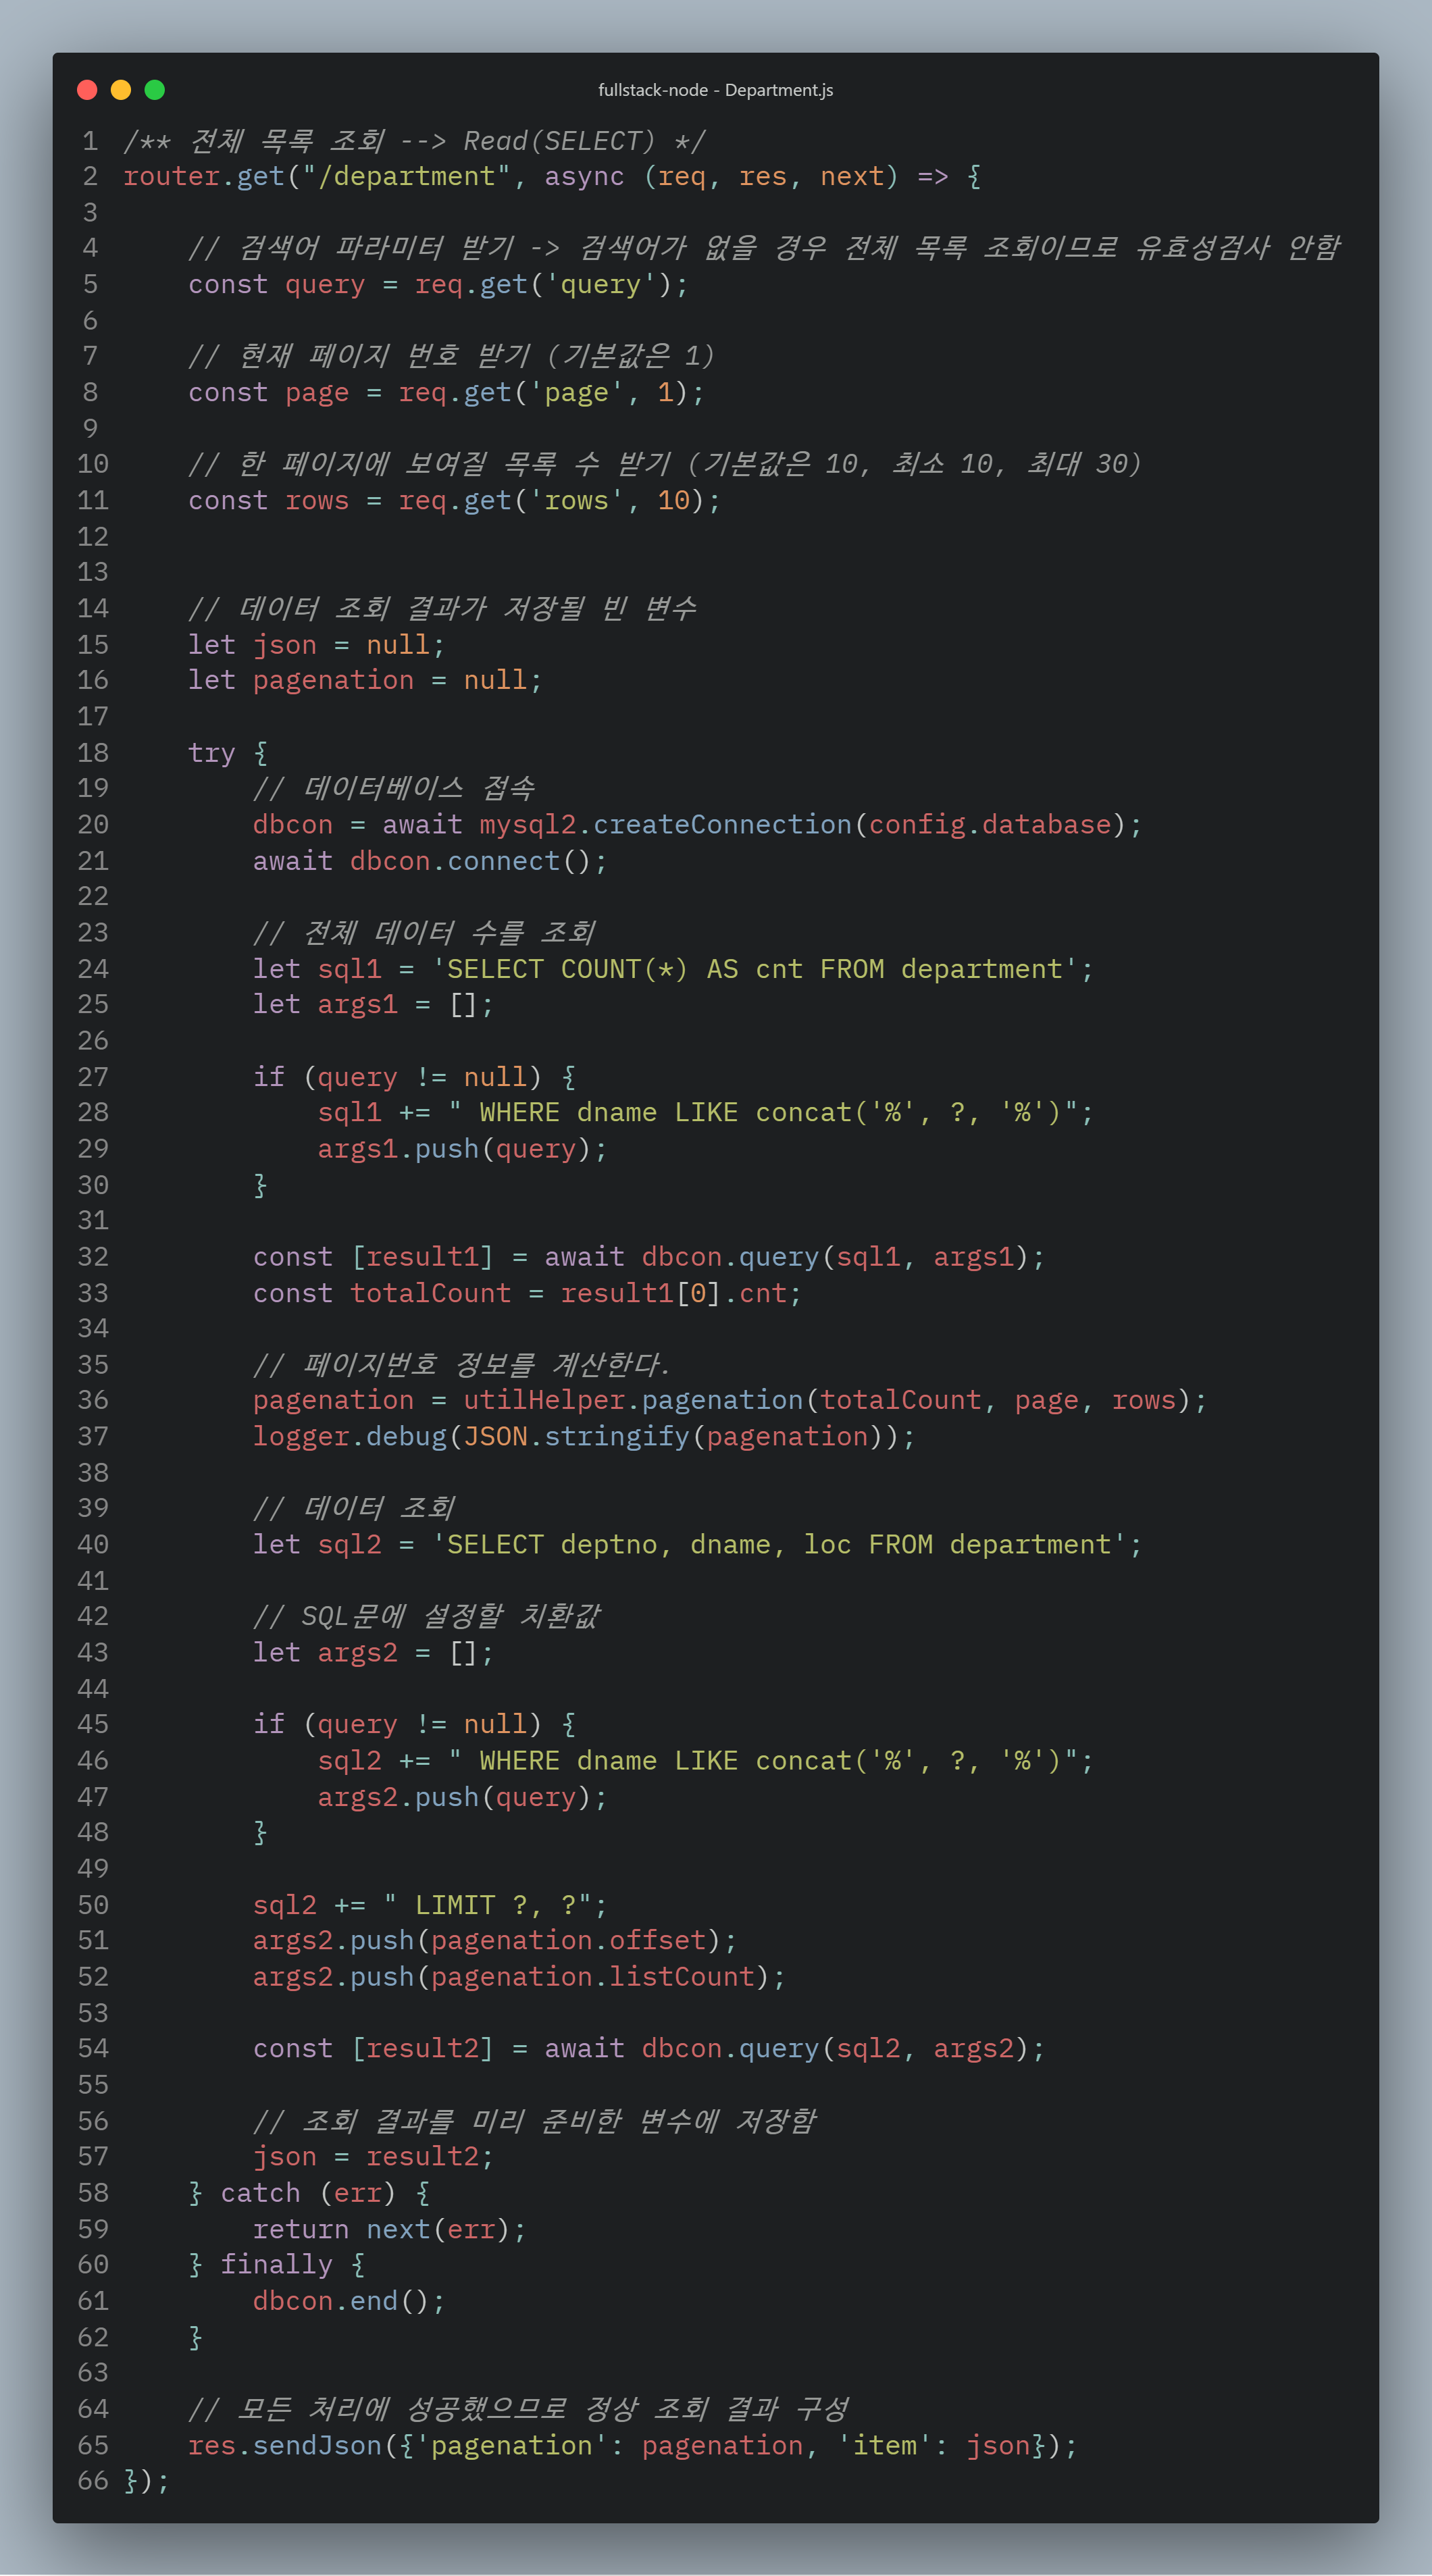 fullstack-node - Department.js
1 /** 전체 목록 조회 --> Read(SELECT) */
2 router.get("/department", async (req, res, next) => {
3
4     // 검색어 파라미터 받기 -> 검색어가 없을 경우 전체 목록 조회이므로 유효성검사 안함
5     const query = req.get('query');
6
7     // 현재 페이지 번호 받기 (기본값은 1)
8     const page = req.get('page', 1);
9
10     // 한 페이지에 보여질 목록 수 받기 (기본값은 10, 최소 10, 최대 30)
11     const rows = req.get('rows', 10);
12
13
14     // 데이터 조회 결과가 저장될 빈 변수
15     let json = null;
16     let pagenation = null;
17
18     try {
19         // 데이터베이스 접속
20         dbcon = await mysql2.createConnection(config.database);
21         await dbcon.connect();
22
23         // 전체 데이터 수를 조회
24         let sql1 = 'SELECT COUNT(*) AS cnt FROM department';
25         let args1 = [];
26
27         if (query != null) {
28             sql1 += " WHERE dname LIKE concat('%', ?, '%')";
29             args1.push(query);
30         }
31
32         const [result1] = await dbcon.query(sql1, args1);
33         const totalCount = result1[0].cnt;
34
35         // 페이지번호 정보를 계산한다.
36         pagenation = utilHelper.pagenation(totalCount, page, rows);
37         logger.debug(JSON.stringify(pagenation));
38
39         // 데이터 조회
40         let sql2 = 'SELECT deptno, dname, loc FROM department';
41
42         // SQL문에 설정할 치환값
43         let args2 = [];
44
45         if (query != null) {
46             sql2 += " WHERE dname LIKE concat('%', ?, '%')";
47             args2.push(query);
48         }
49
50         sql2 += " LIMIT ?, ?";
51         args2.push(pagenation.offset);
52         args2.push(pagenation.listCount);
53
54         const [result2] = await dbcon.query(sql2, args2);
55
56         // 조회 결과를 미리 준비한 변수에 저장함
57         json = result2;
58     } catch (err) {
59         return next(err);
60     } finally {
61         dbcon.end();
62     }
63
64     // 모든 처리에 성공했으므로 정상 조회 결과 구성
65     res.sendJson({'pagenation': pagenation, 'item': json});
66 });